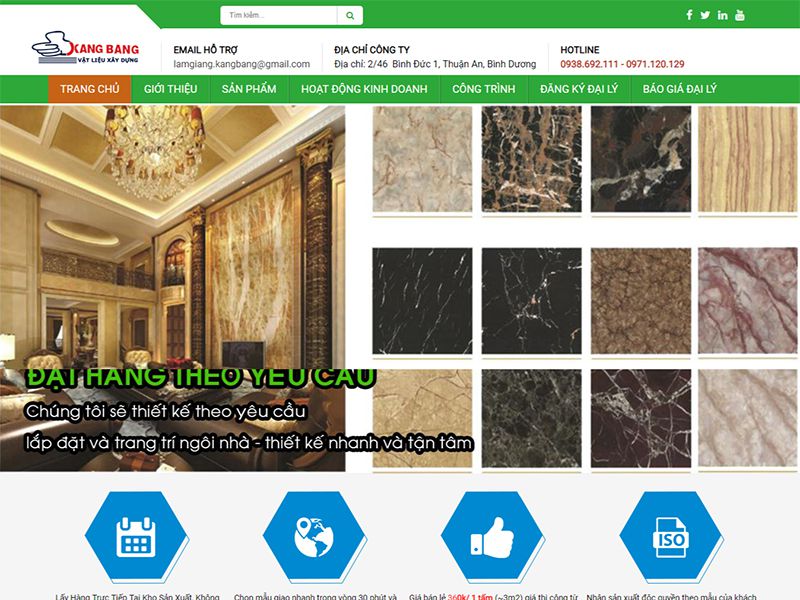 Tìm kiếm...
KANG BANG
VẬT LIỆU XÂY DỰNG
EMAIL HỖ TRỢ
lamgiang.kangbang@gmail.com
ĐỊA CHỈ CÔNG TY
Địa chỉ: 2/46 Bình Đức 1, Thuận An, Bình Dương
HOTLINE
0938.692.111 - 0971.120.129
TRANG CHỦ GIỚI THIỆU SẢN PHẨM HOẠT ĐỘNG KINH DOANH CÔNG TRÌNH ĐĂNG KÝ ĐẠI LÝ BÁO GIÁ ĐẠI LÝ
ĐẶT HÀNG THEO YÊU CẦU
Chúng tôi sẽ thiết kế theo yêu cầu
lắp đặt và trang trí ngôi nhà - thiết kế nhanh và tận tâm
ISO
Lấy Hàng Trực Tiếp Tại Kho Sản Xuất, Không
Chọn mẫu giao nhanh trong vòng 30 phút và
Giá bán lẻ 360k/ 1 tấm (~3m2) giá thi công từ
Nhận sản xuất độc quyền theo mẫu của khách